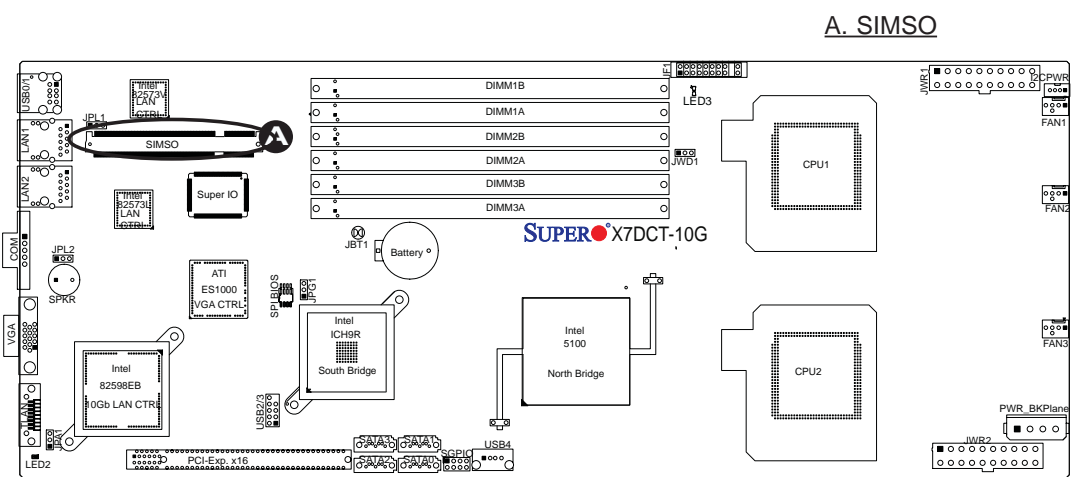 A. SIMSO
USB0/1
Intel
82573V
LAN
CTRL
JPL1
LAN1
SIMSO
A
DIMM1B
DIMM1A
DIMM2B
DIMM2A
DIMM3B
DIMM3A
JF1
LED3
JWD1
JWR1
I2CPWR
FAN1
CPU1
FAN2
LAN2
Intel
82573L
LAN
CTRL
Super IO
SUPER X7DCT-10G
JBT1
Battery
COM
JPL2
SPKR
ATI
ES1000
VGA CTRL
SPI BIOS
JPG1
VGA
Intel
ICH9R
South Bridge
Intel
5100
North Bridge
FAN3
CPU2
Intel
82598EB
10Gb LAN CTRL
TLAN
JPA1
LED2
USB2/3
PCI-Exp. x16
SATA3
SATA1
SATA2
SATA0
SGPIO
USB4
PWR_BKPlane
JWR2